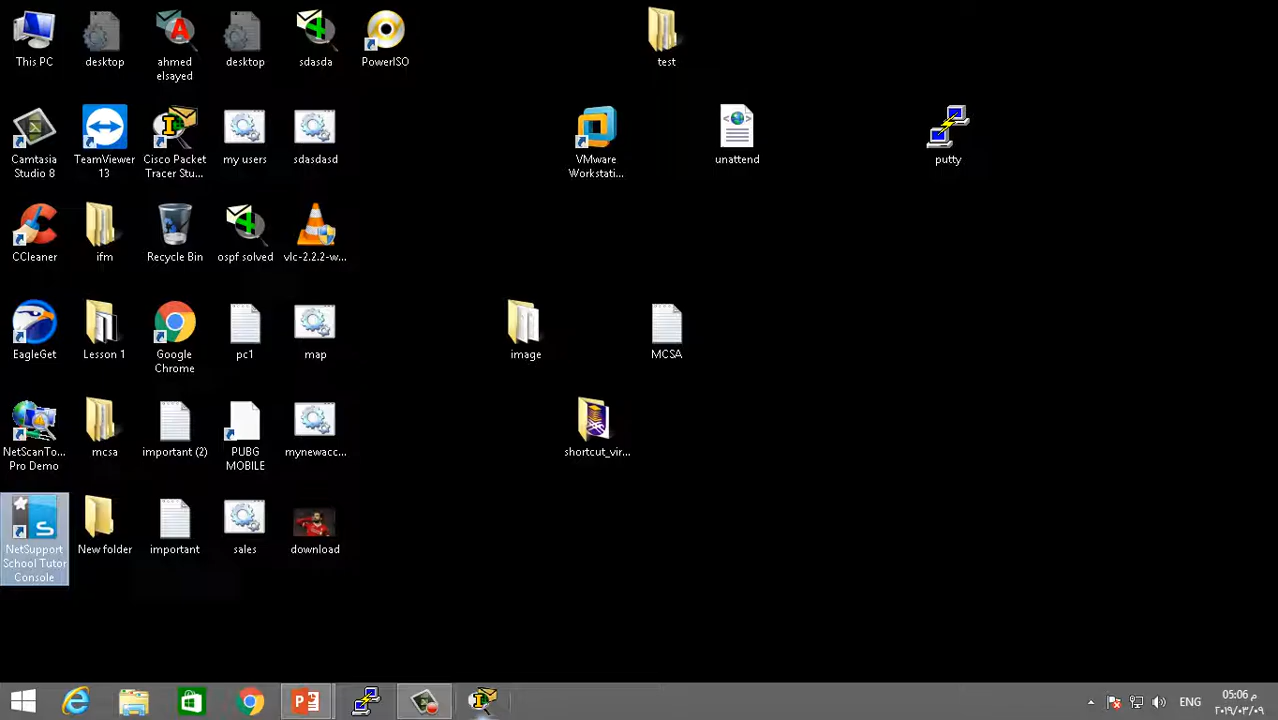 This PC
desktop
ahmed
elsayed
desktop
sdasda
PowerISO
test
Camtasia
Studio 8
TeamViewer
13
Cisco Packet
Tracer Stu...
my users
sdasdasd
VMware
Workstati...
unattend
putty
CCleaner
ifm
Recycle Bin
ospf solved
vlc-2.2.2-w...
EagleGet
Lesson 1
Google
Chrome
pc1
map
image
MCSA
NetScanTo...
Pro Demo
mcsa
important (2)
PUBG
MOBILE
mynewacc...
shortcut_vir...
NetSupport
School Tutor
Console
New folder
important
sales
download
ENG
05:06 م
٢٠١٩/٠٣/٠٩